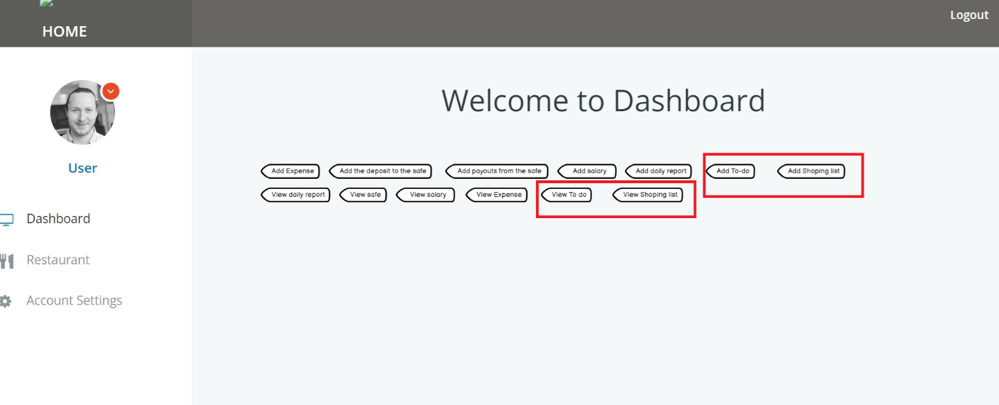 Logout
HOME
Welcome to Dashboard
User
Add Expense Add the deposit to the safe Add payouts from the safe Add salary Add daily report Add To-do Add Shoping list
View daily report View safe View salary View Expense View To do View Shoping list
Dashboard
Restaurant
Account Settings